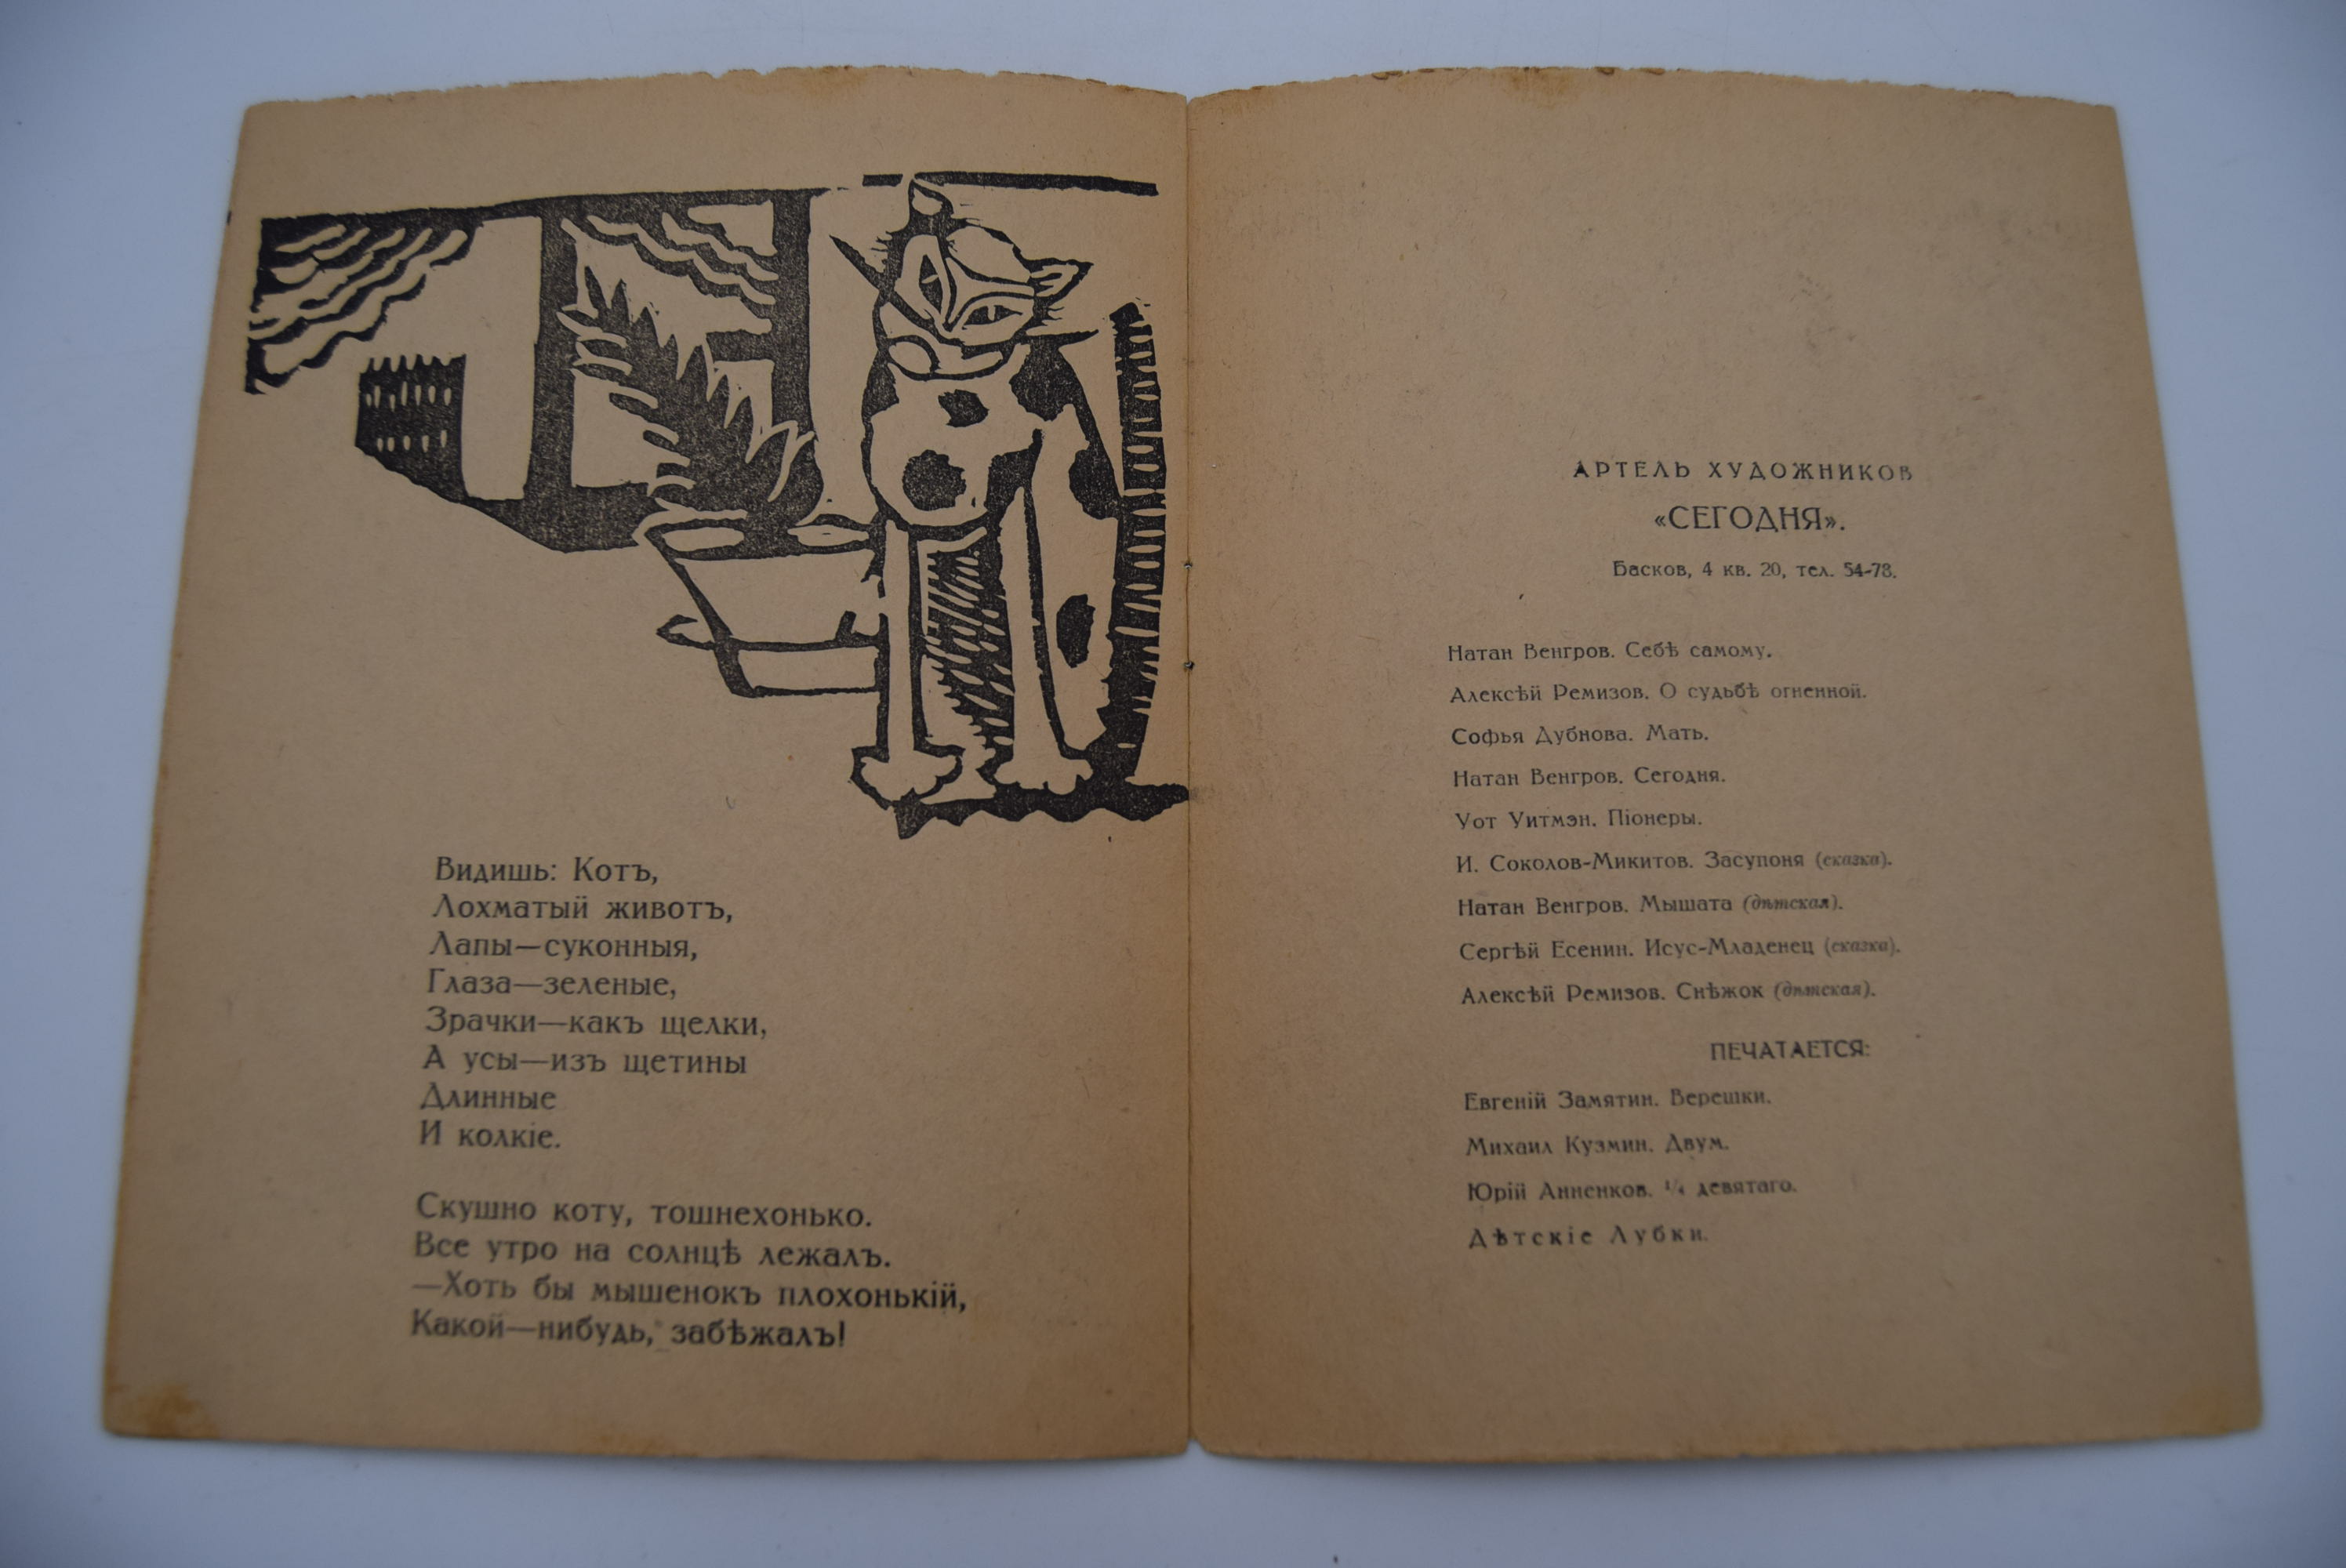 Видишь: Котъ,
Лохматый животъ,
Лапы—суконныя,
Глаза—зеленые,
Зрачки—какъ щелки,
А усы—изъ щетины
Длинные
И колкіе.
Скушно коту, тошнехонько.
Все утро на солнцѣ лежалъ.
—Хоть бы мышенокъ плохонькій,
Какой—нибудь, забѣжалъ!
АРТЕЛЬ ХУДОЖНИКОВ
«СЕГОДНЯ».
Басков, 4 кв. 20, тел. 54-78.
Натан Венгров. Себѣ самому.
Алексѣй Ремизов. О судьбѣ огненной.
Софья Дубнова. Мать.
Натан Венгров. Сегодня.
Уот Уитмэн. Піонеры.
И. Соколов-Микитов. Засупоня (сказка).
Натан Венгров. Мышата (дѣтская).
Сергѣй Есенин. Исус-Младенец (сказка).
Алексѣй Ремизов. Снѣжок (дѣтская).
ПЕЧАТАЕТСЯ:
Евгеній Замятин. Верешки.
Михаил Кузмин. Двум.
Юрій Анненков. ¼ девятаго.
Дѣтскіе Лубки.